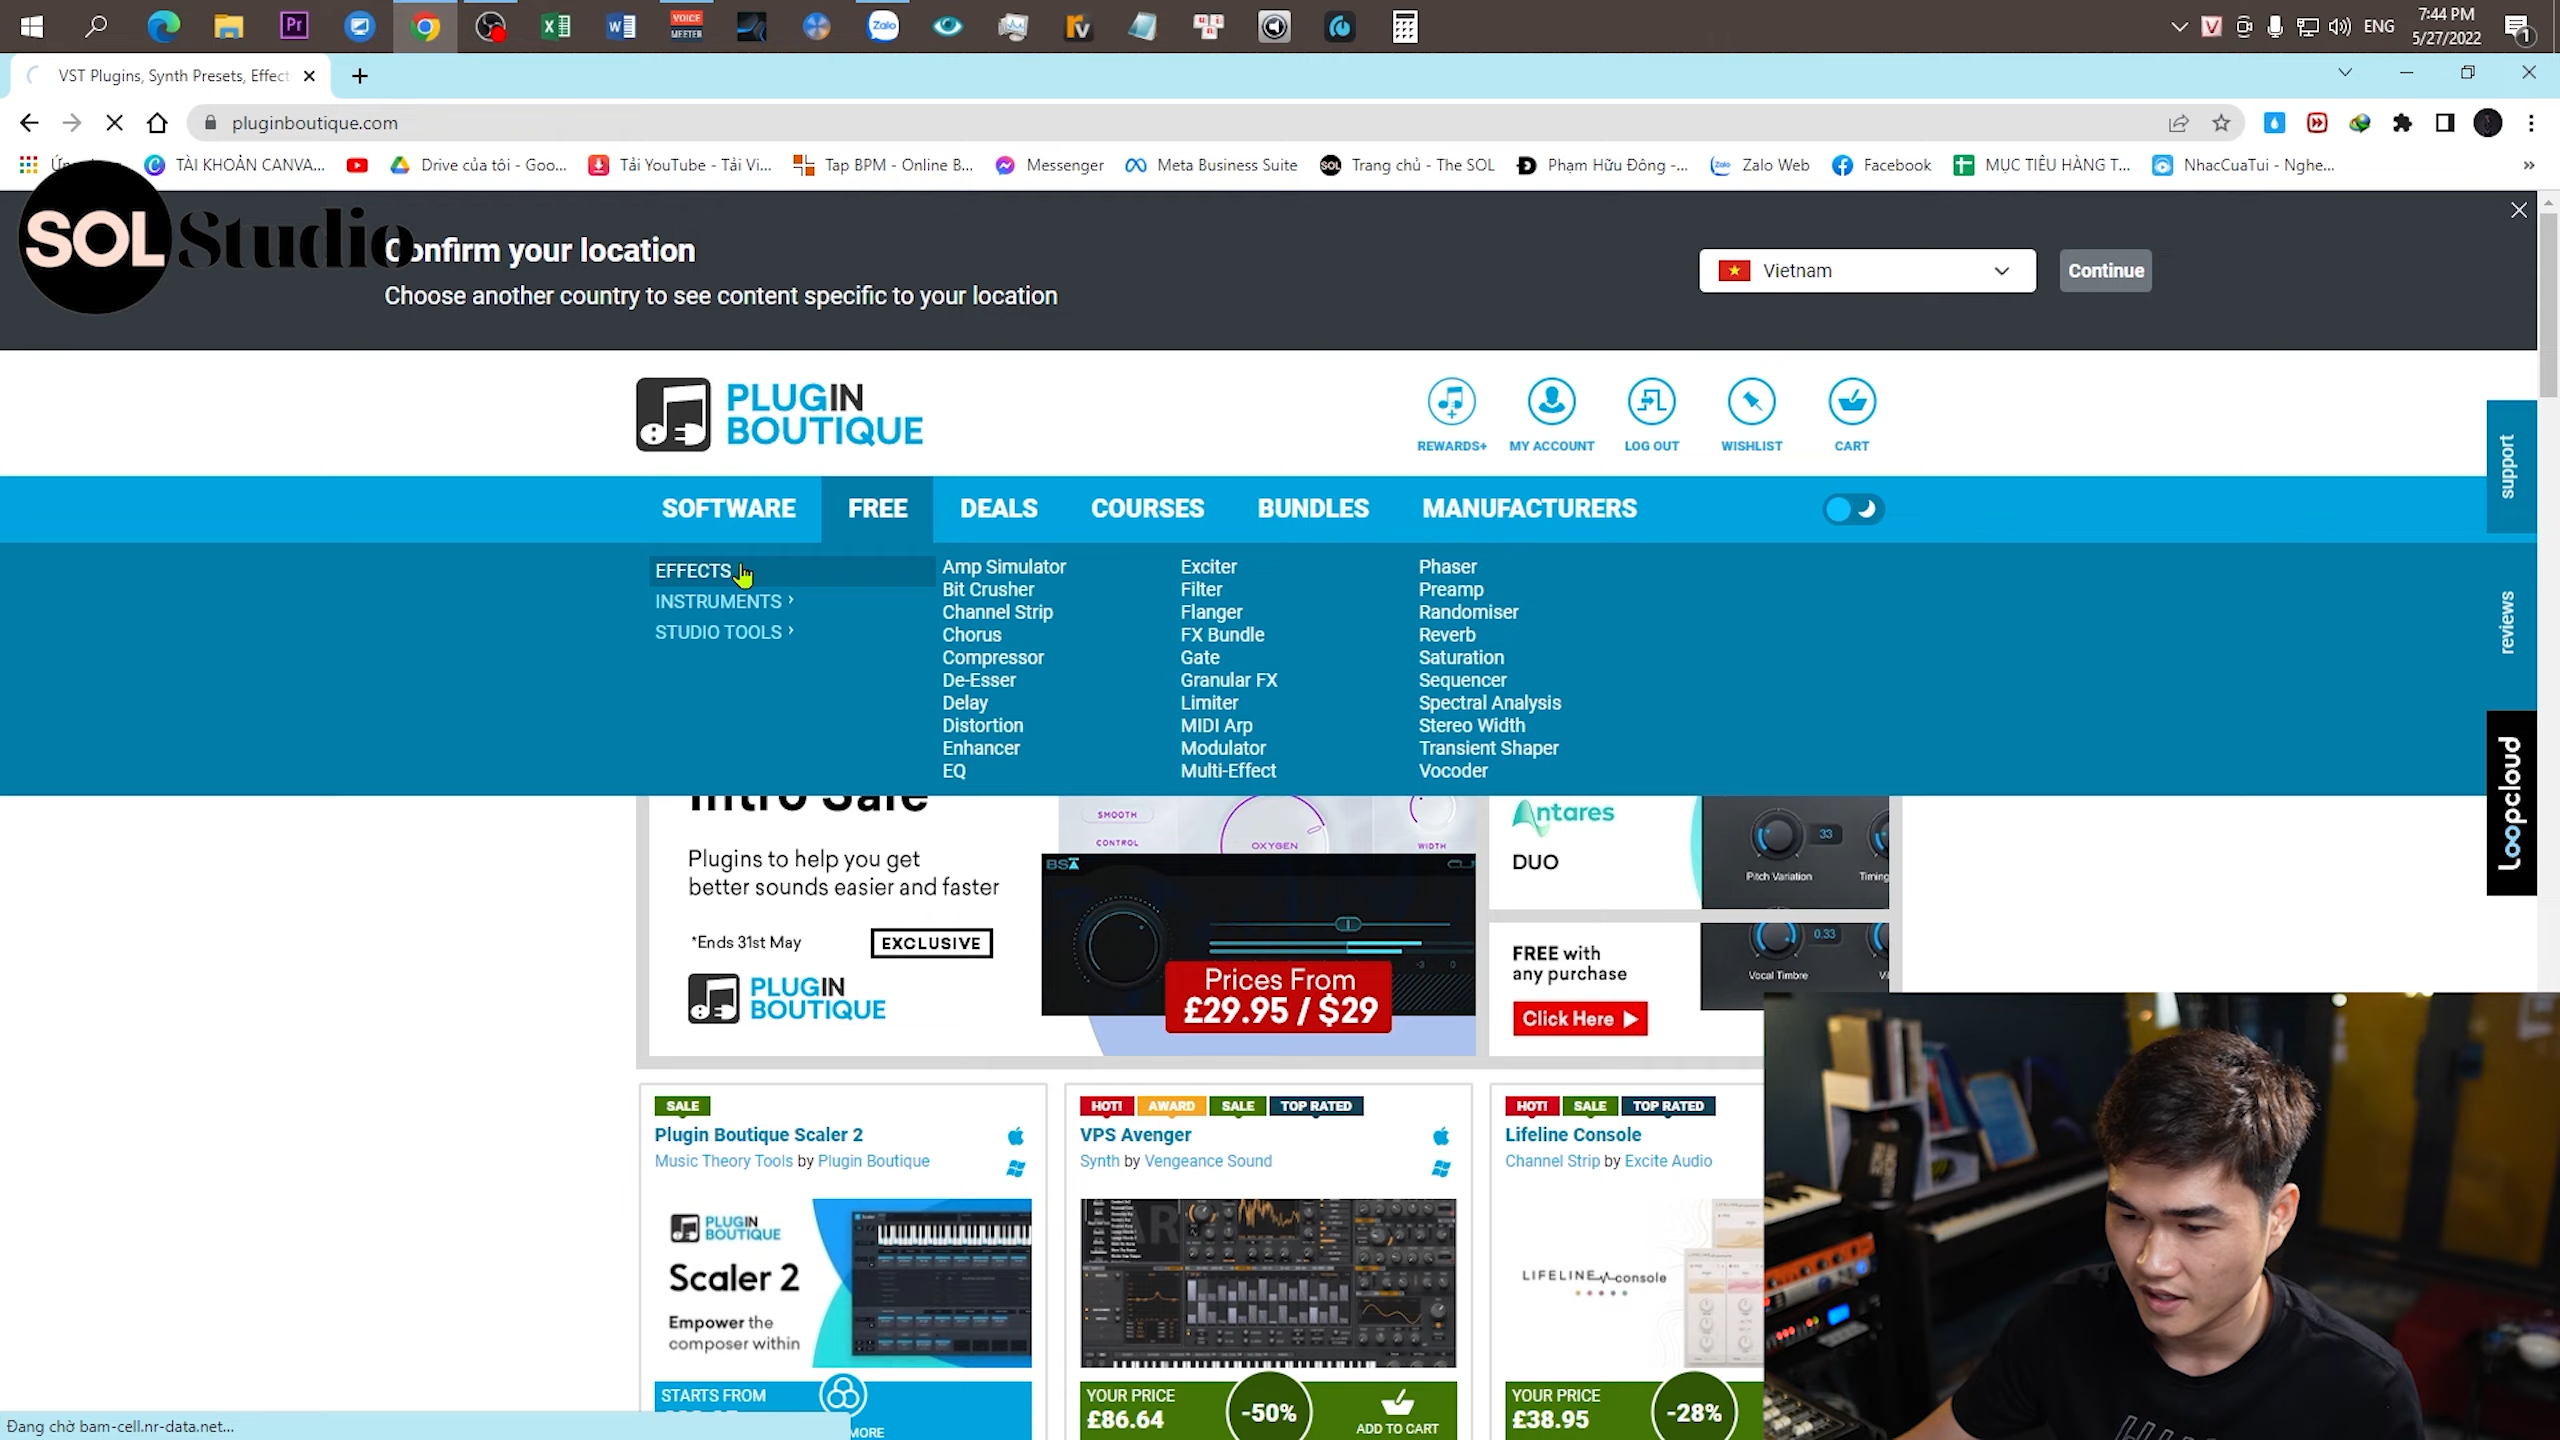 VOICE
MEETER
Zalo
ENG
7:44 PM
5/27/2022
1
VST Plugins, Synth Presets, Effect
pluginboutique.com
TÀI KHOẢN CANVA...
Drive của tôi - Goo...
Tải YouTube - Tải Vi...
Tap BPM - Online B...
Messenger
Meta Business Suite
Trang chủ - The SOL
Phạm Hữu Đông -...
Zalo Web
Facebook
MỤC TIÊU HÀNG T...
NhacCuaTui - Nghe...
SOL Studio
Confirm your location
Choose another country to see content specific to your location
Vietnam
Continue
PLUGIN
BOUTIQUE
REWARDS+
MY ACCOUNT
LOG OUT
WISHLIST
CART
SOFTWARE
FREE
DEALS
COURSES
BUNDLES
MANUFACTURERS
support
reviews
Loopcloud
EFFECTS
INSTRUMENTS
STUDIO TOOLS
Amp Simulator
Bit Crusher
Channel Strip
Chorus
Compressor
De-Esser
Delay
Distortion
Enhancer
EQ
Exciter
Filter
Flanger
FX Bundle
Gate
Granular FX
Limiter
MIDI Arp
Modulator
Multi-Effect
Phaser
Preamp
Randomiser
Reverb
Saturation
Sequencer
Spectral Analysis
Stereo Width
Transient Shaper
Vocoder
Intro Sale
Plugins to help you get
better sounds easier and faster
*Ends 31st May
EXCLUSIVE
PLUGIN
BOUTIQUE
SMOOTH
CONTROL
OXYGEN
WIDTH
BSA
Prices From
£29.95 / $29
Antares
DUO
33
Pitch Variation
Timing
FREE with
any purchase
Click Here
0.33
Vocal Timbre
SALE
Plugin Boutique Scaler 2
Music Theory Tools by Plugin Boutique
PLUGIN
BOUTIQUE
Scaler 2
Empower the
composer within
STARTS FROM
MORE
HOT!
AWARD
SALE
TOP RATED
VPS Avenger
Synth by Vengeance Sound
YOUR PRICE
£86.64
-50%
ADD TO CART
HOT!
SALE
TOP RATED
Lifeline Console
Channel Strip by Excite Audio
LIFELINE console
YOUR PRICE
£38.95
-28%
Đang chờ bam-cell.nr-data.net...